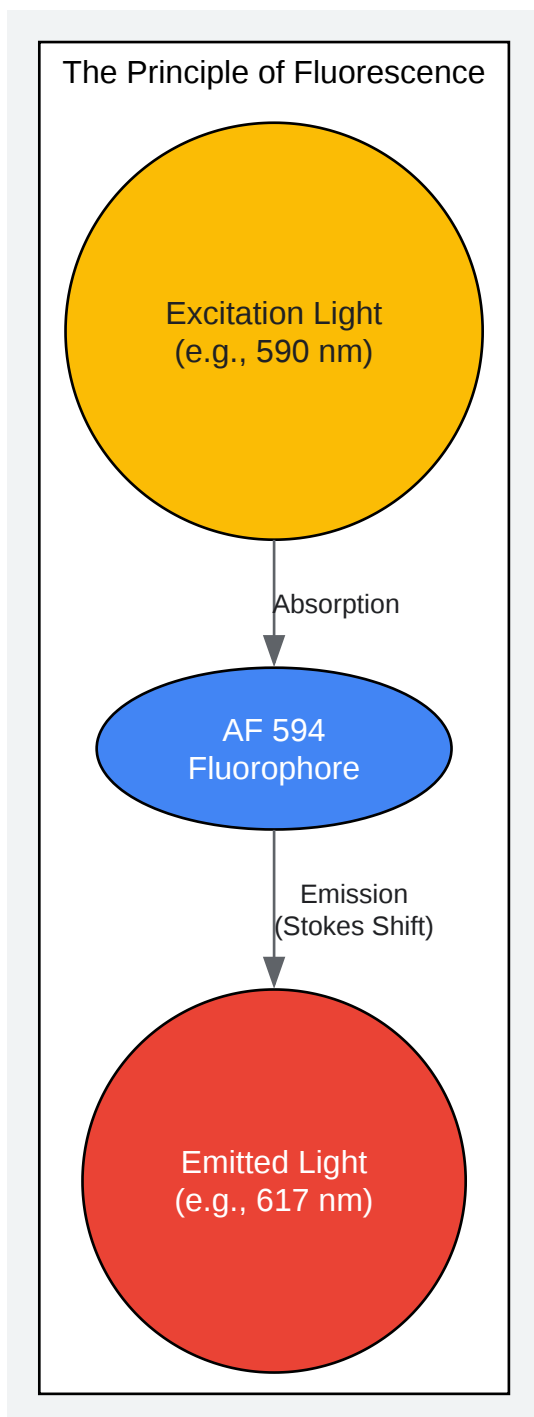 The Principle of Fluorescence
Excitation Light
(e.g., 590 nm)
Absorption
AF 594
Fluorophore
Emission
(Stokes Shift)
Emitted Light
(e.g., 617 nm)